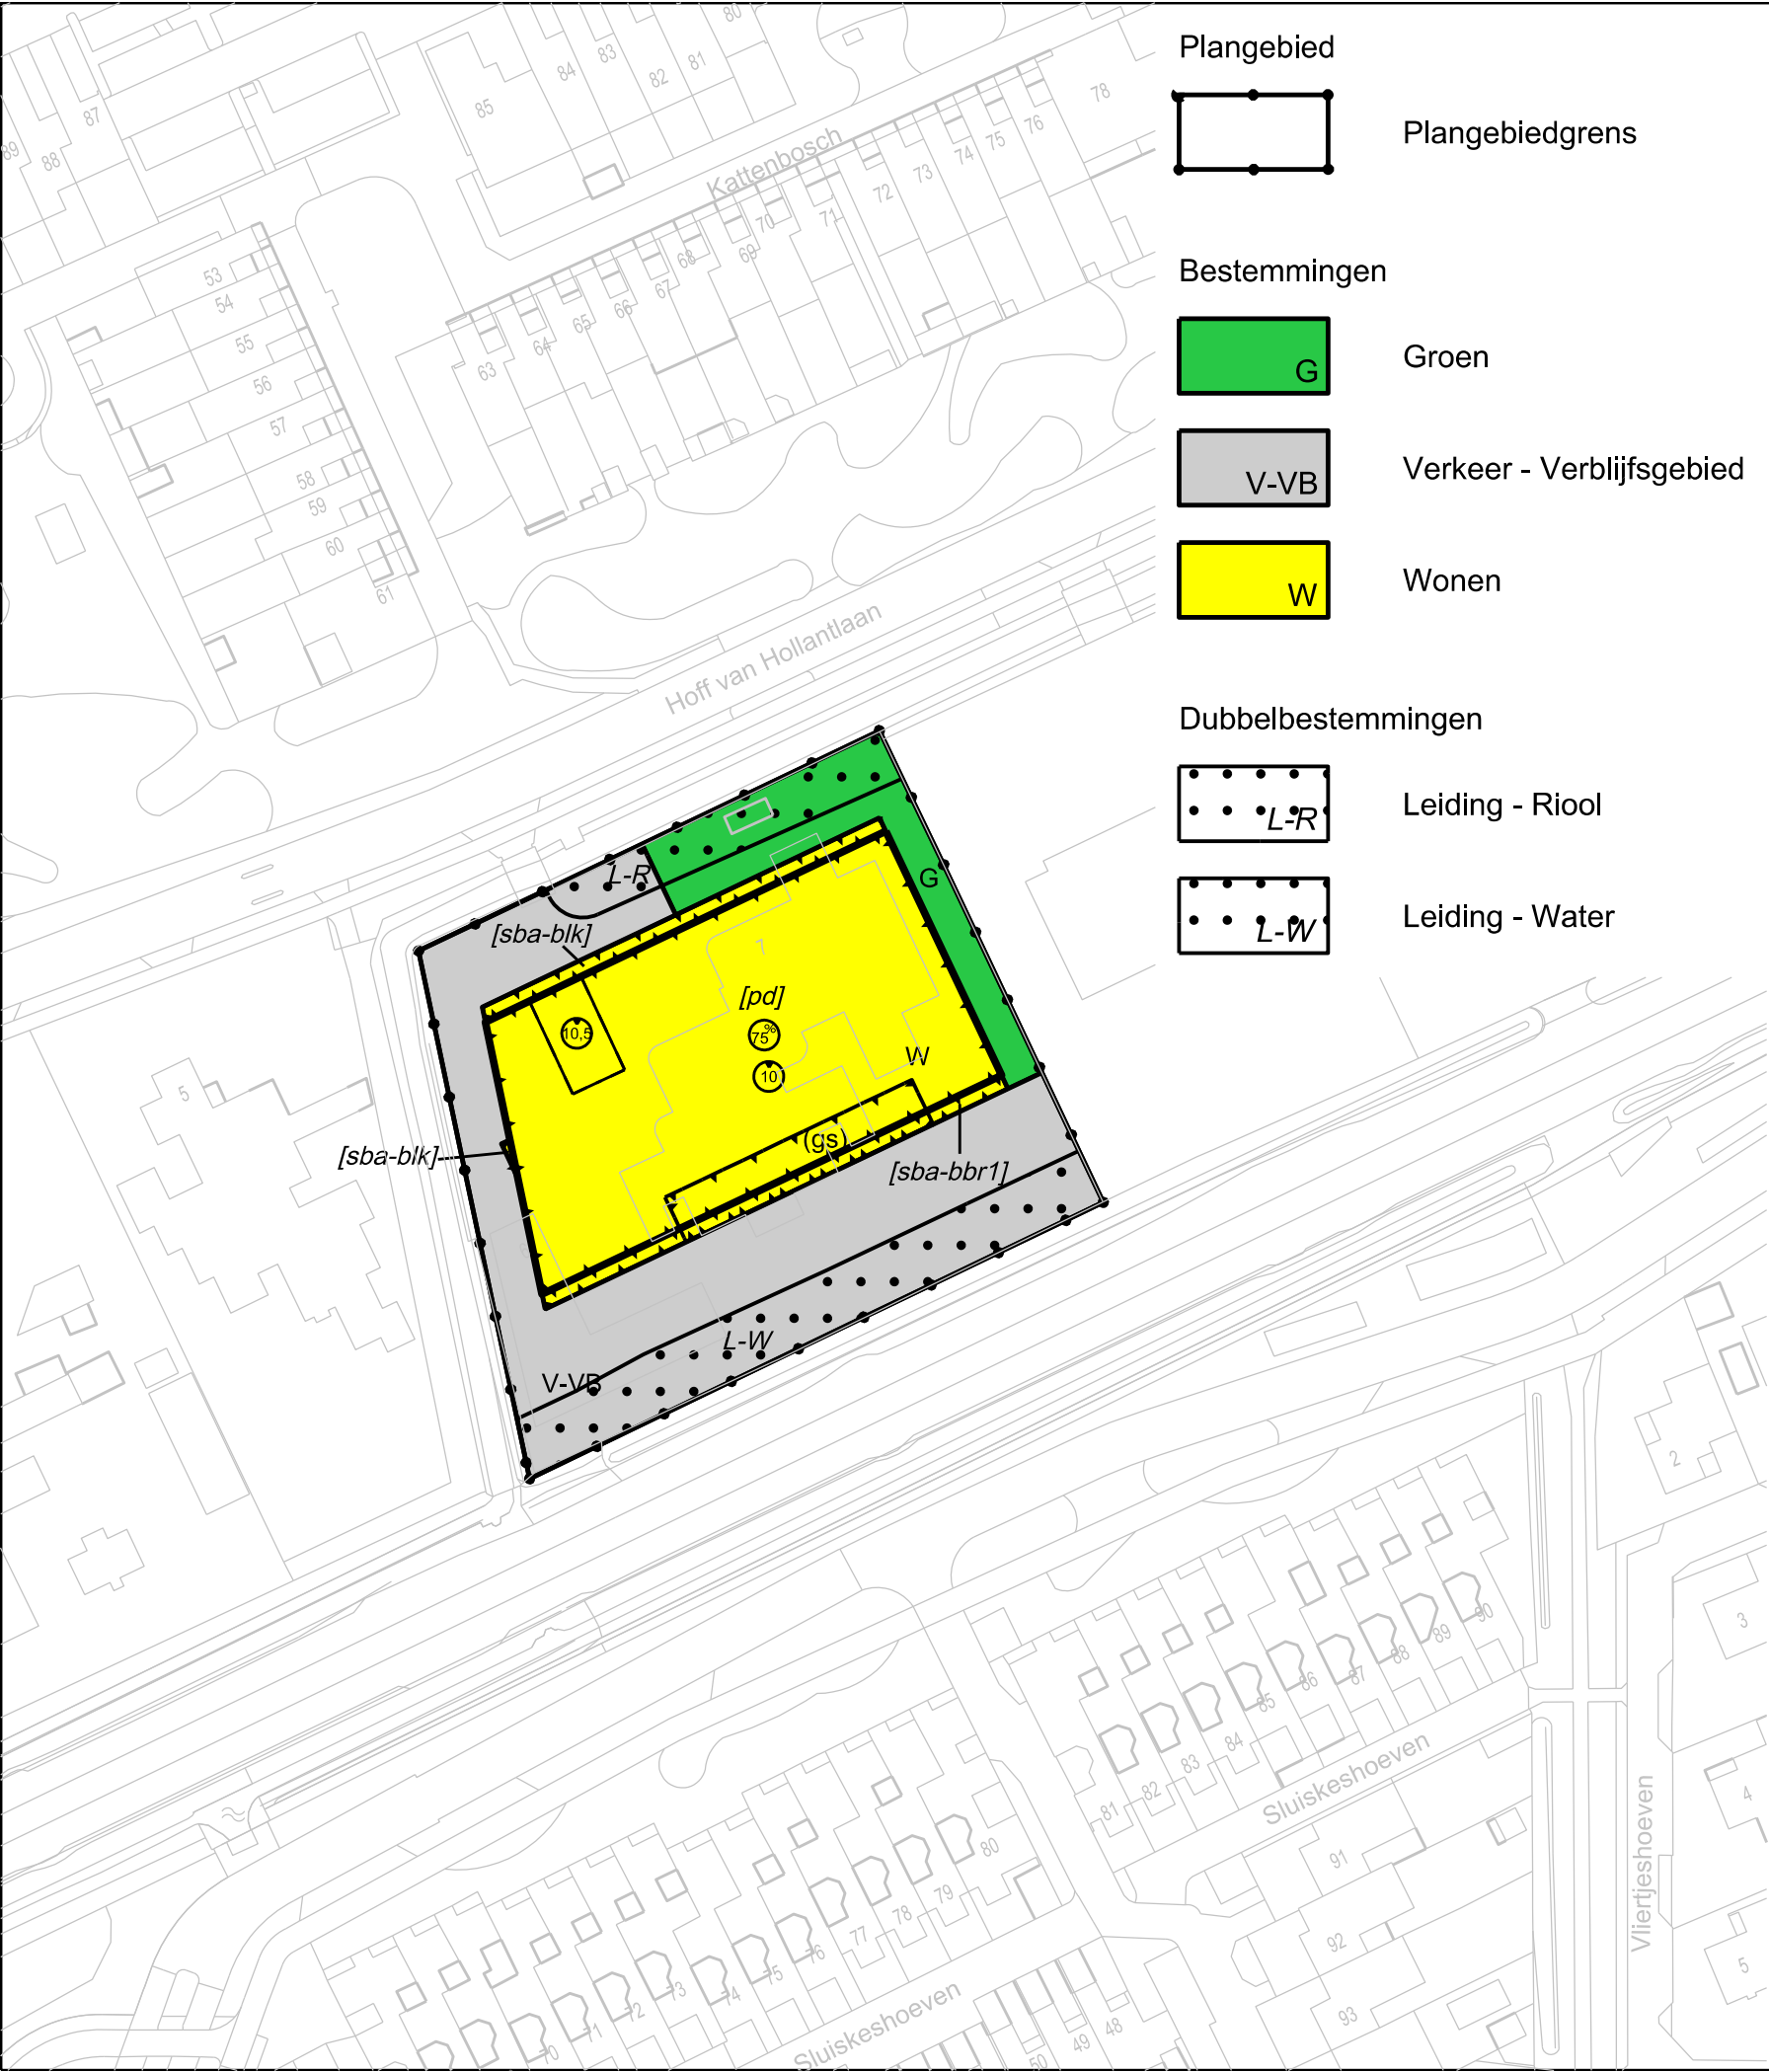 Plangebied
Plangebiedgrens
Bestemmingen
G
Groen
V-VB
Verkeer - Verblijfsgebied
W
Wonen
Dubbelbestemmingen
L-R
Leiding - Riool
L-W
Leiding - Water
80
81
82
83
84
85
87
88
89
Kattenbosch
78
76
75
74
73
72
71
70
69
68
67
66
65
64
63
53
54
55
56
57
58
59
60
61
Hoff van Hollantlaan
L-R
G
[sba-blk]
7
[pd]
10,5
75%
10
W
(gs)
[sba-blk]
[sba-bbr1]
L-W
V-VB
5
2
3
4
5
90
89
88
87
86
85
84
83
82
81
Sluiskeshoeven
Vliertjeshoeven
91
92
93
80
79
78
77
76
75
74
73
72
71
70
Sluiskeshoeven
50
49
48